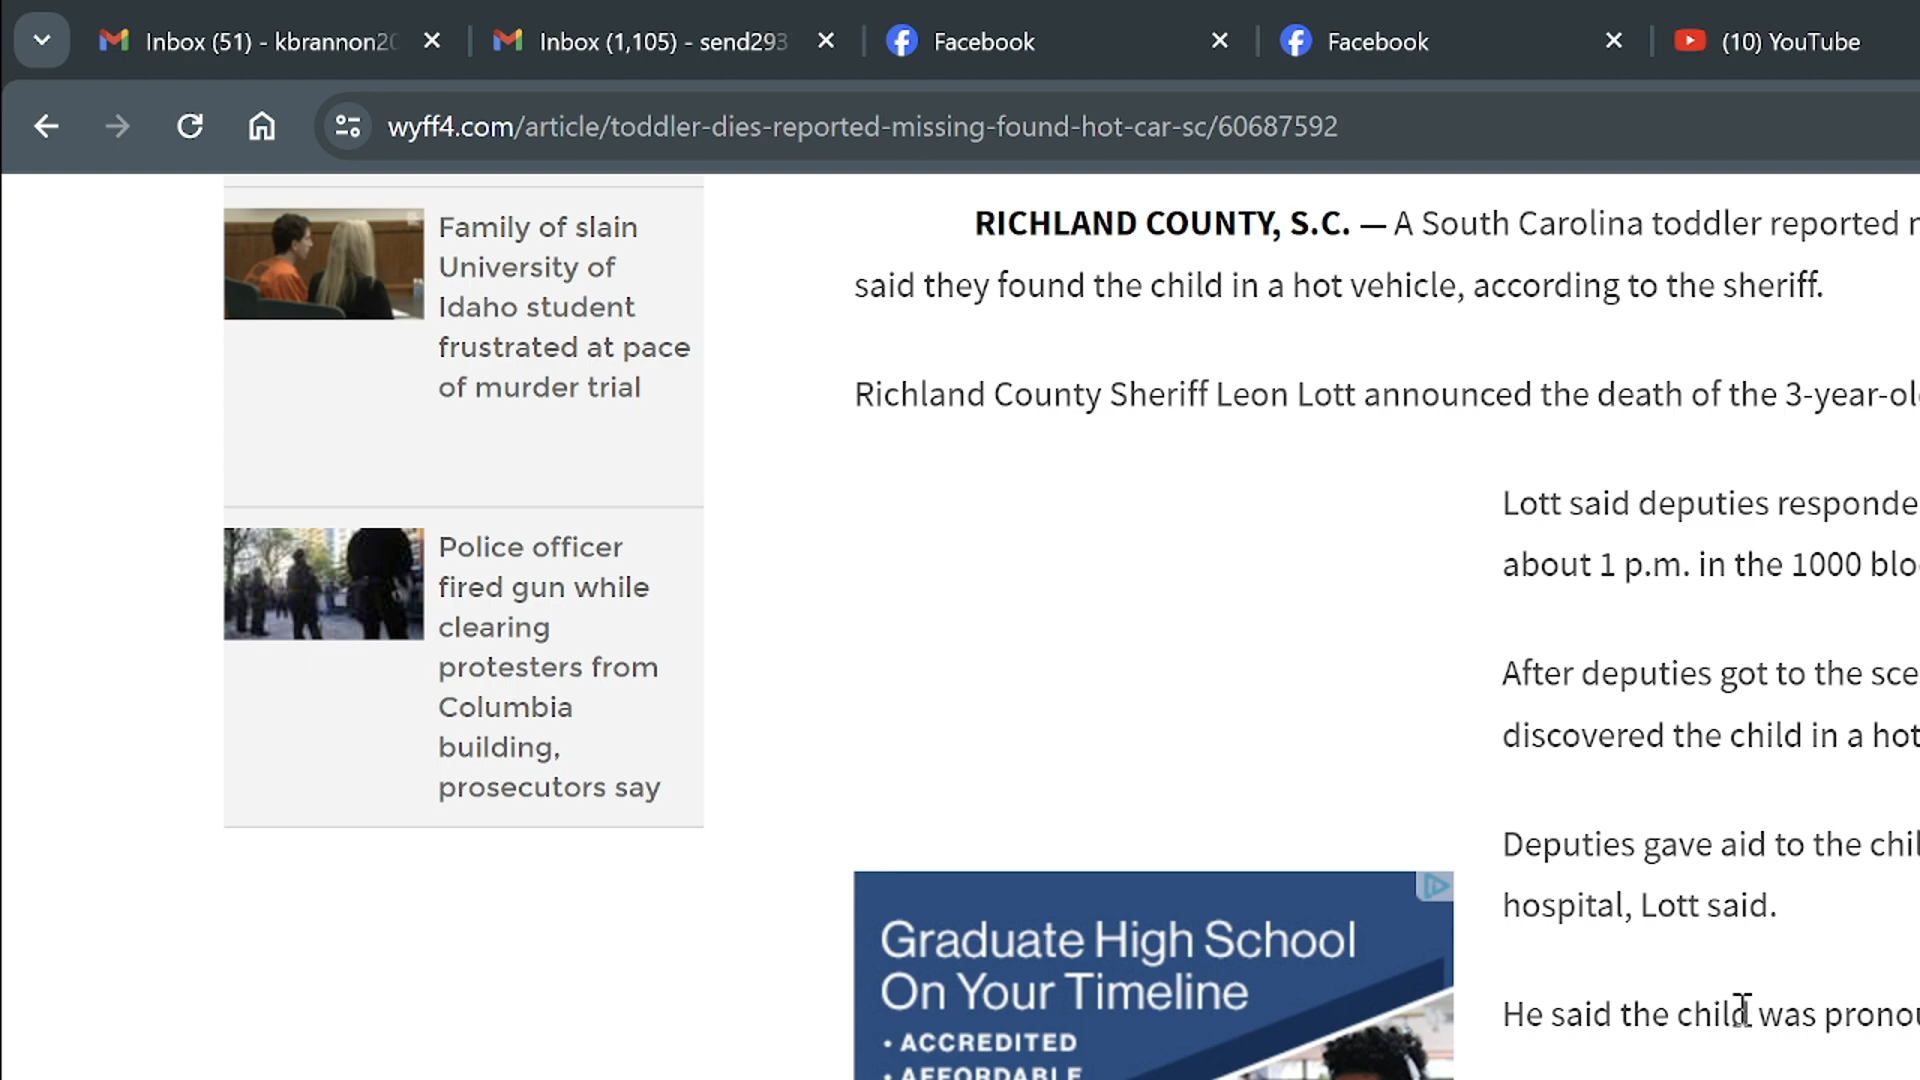 Inbox (51) - kbrannon20
Inbox (1,105) - send293
Facebook
Facebook
(10) YouTube
wyff4.com/article/toddler-dies-reported-missing-found-hot-car-sc/60687592
Family of slain
University of
Idaho student
frustrated at pace
of murder trial
Police officer
fired gun while
clearing
protesters from
Columbia
building,
prosecutors say
RICHLAND COUNTY, S.C. — A South Carolina toddler reported
said they found the child in a hot vehicle, according to the sheriff.
Richland County Sheriff Leon Lott announced the death of the 3-year-ol
Lott said deputies responde
about 1 p.m. in the 1000 blo
After deputies got to the sce
discovered the child in a hot
Deputies gave aid to the chil
hospital, Lott said.
He said the child was pronou
Graduate High School
On Your Timeline
• ACCREDITED
• AFFORDABLE